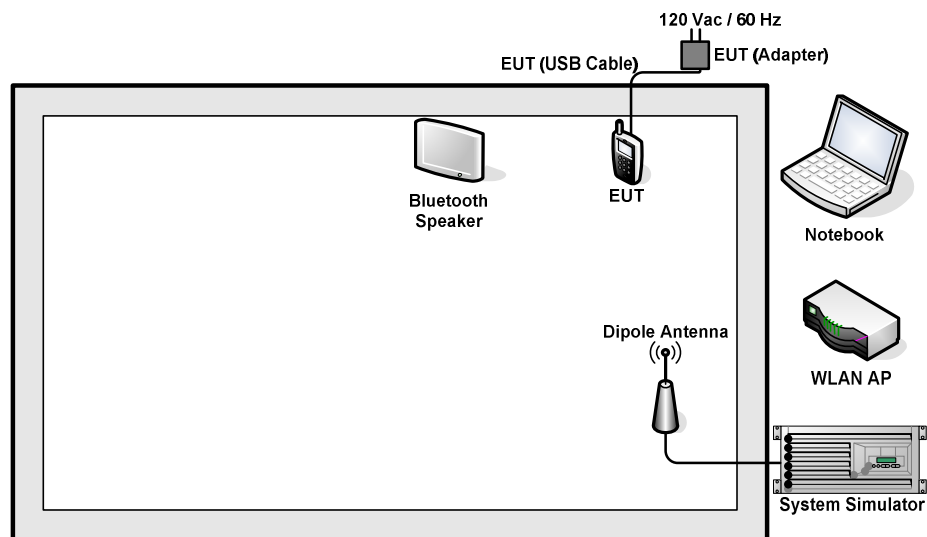 120 Vac / 60 Hz
EUT (USB Cable)
EUT (Adapter)
Bluetooth
Speaker
EUT
Notebook
Dipole Antenna
WLAN AP
System Simulator